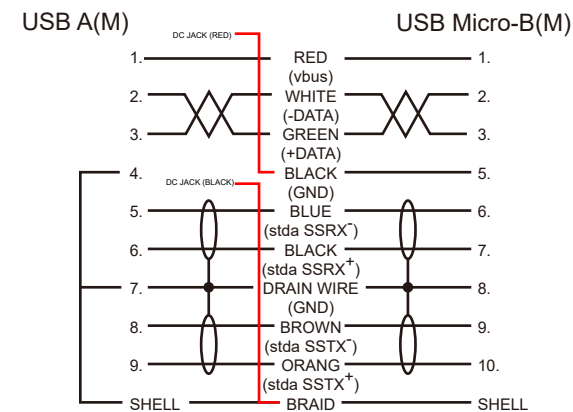 USB A(M)
USB Micro-B(M)
DC JACK (RED)
1. RED 1.
(vbus)
2. WHITE 2.
(-DATA)
3. GREEN 3.
(+DATA)
4. BLACK 5.
DC JACK (BLACK)
(GND)
5. BLUE 6.
(stda SSRX-)
6. BLACK 7.
(stda SSRX+)
7. DRAIN WIRE 8.
(GND)
8. BROWN 9.
(stda SSTX-)
9. ORANG 10.
(stda SSTX+)
SHELL BRAID SHELL